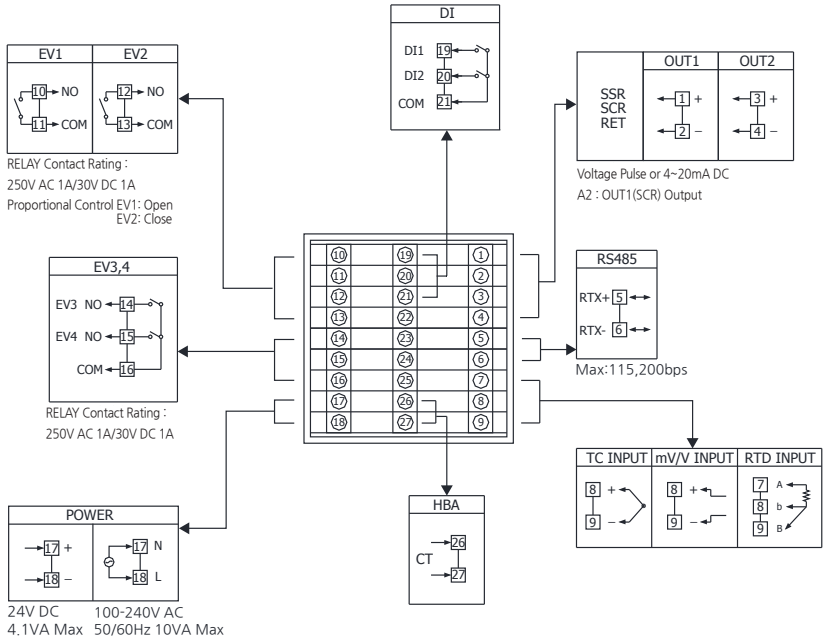 DI
DI1 19
DI2 20
COM 21
EV1 EV2
10 NO 12 NO
11 COM 13 COM
RELAY Contact Rating :
250V AC 1A/30V DC 1A
Proportional Control EV1: Open
EV2: Close
OUT1 OUT2
SSR
SCR
RET
1 + 3 +
2 − 4 −
Voltage Pulse or 4~20mA DC
A2 : OUT1(SCR) Output
EV3,4
EV3 NO 14
EV4 NO 15
COM 16
RELAY Contact Rating :
250V AC 1A/30V DC 1A
10 19 1
11 20 2
12 21 3
13 22 4
14 23 5
15 24 6
16 25 7
17 26 8
18 27 9
RS485
RTX+ 5
RTX- 6
Max:115,200bps
TC INPUT mV/V INPUT RTD INPUT
8 + 8 + 7 A
8 b
9 − 9 − 9 B
HBA
CT
26
27
POWER
17 + 17 N
18 − 18 L
24V DC 100-240V AC
4.1VA Max 50/60Hz 10VA Max